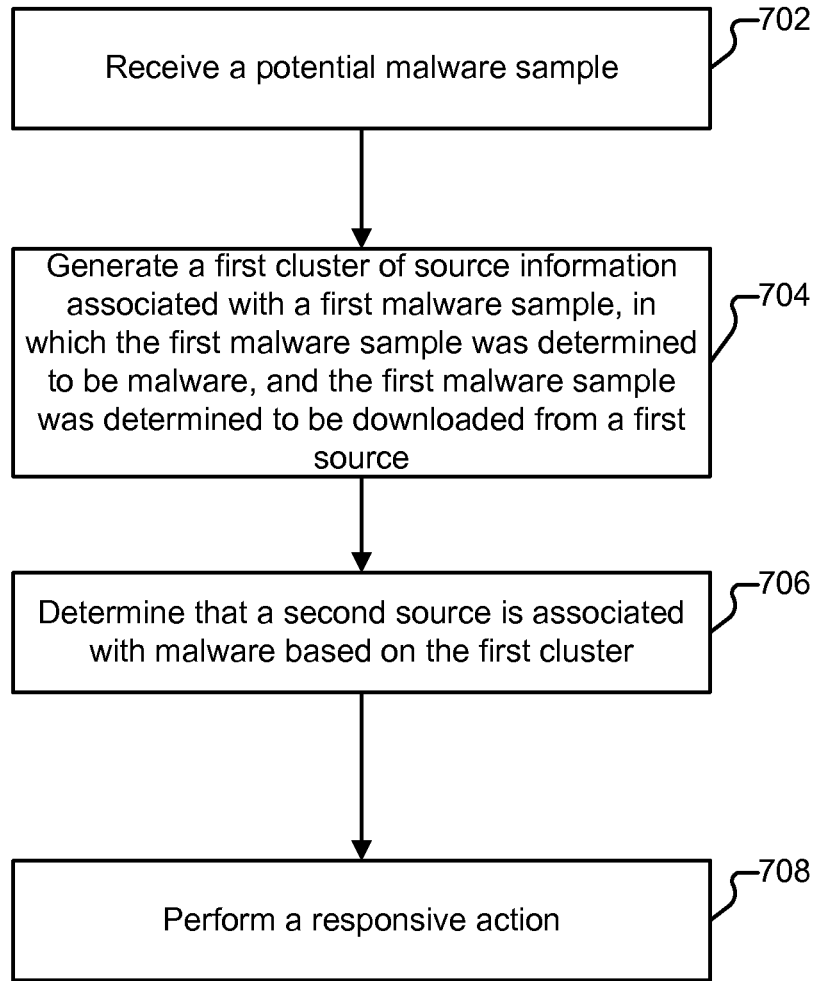 Receive a potential malware sample
702
Generate a first cluster of source information
associated with a first malware sample, in
which the first malware sample was determined
to be malware, and the first malware sample
was determined to be downloaded from a first
source
704
Determine that a second source is associated
with malware based on the first cluster
706
Perform a responsive action
708